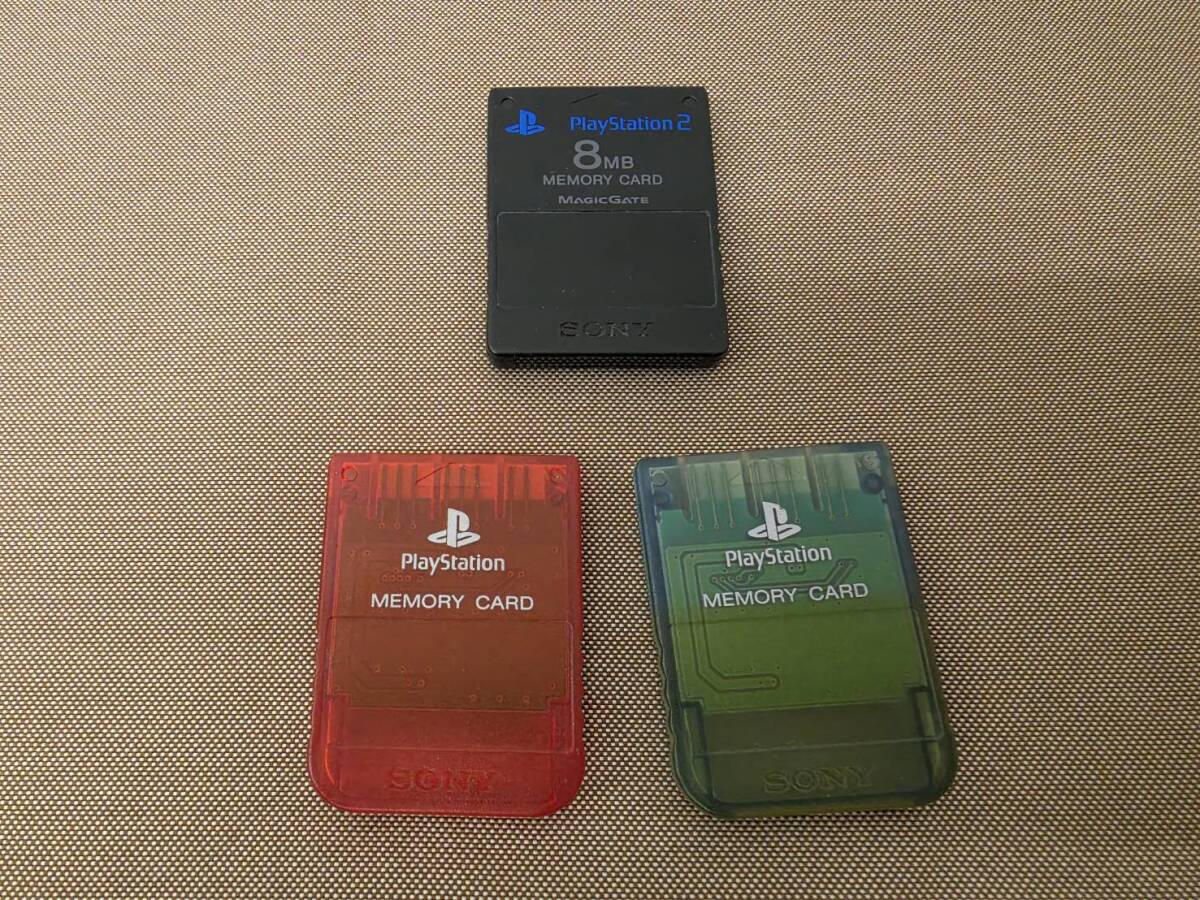 PlayStation 2
8MB
MEMORY CARD
MAGICGATE
SONY
PlayStation
MEMORY CARD
SONY
PlayStation
MEMORY CARD
SONY